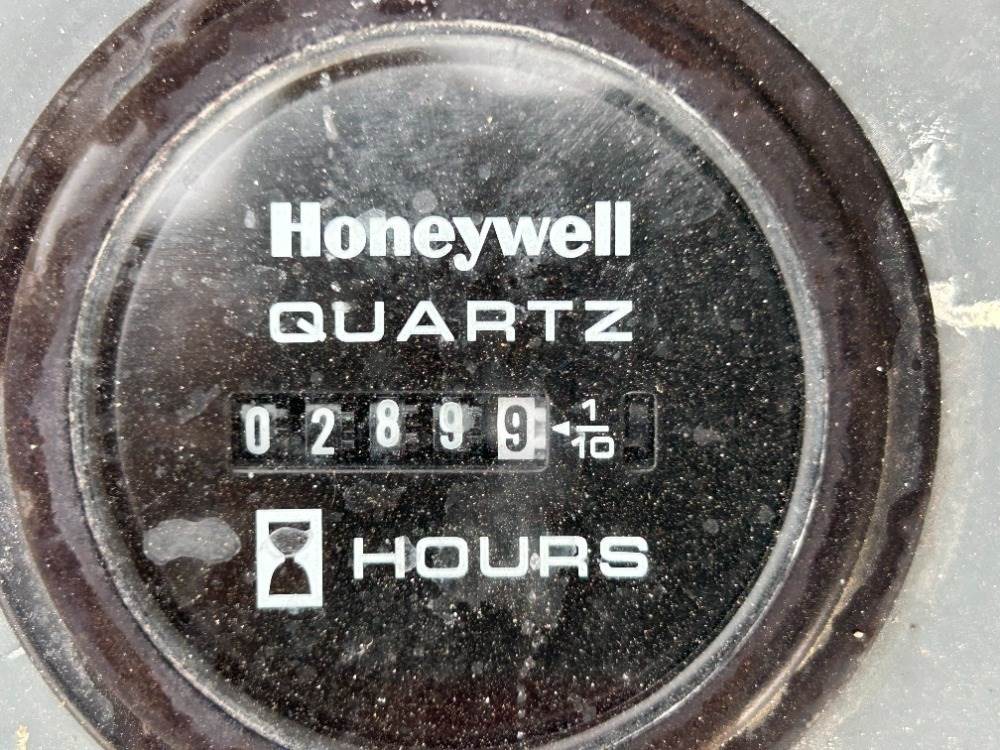 Honeywell
QUARTZ
02899 ◄ 1/10
HOURS